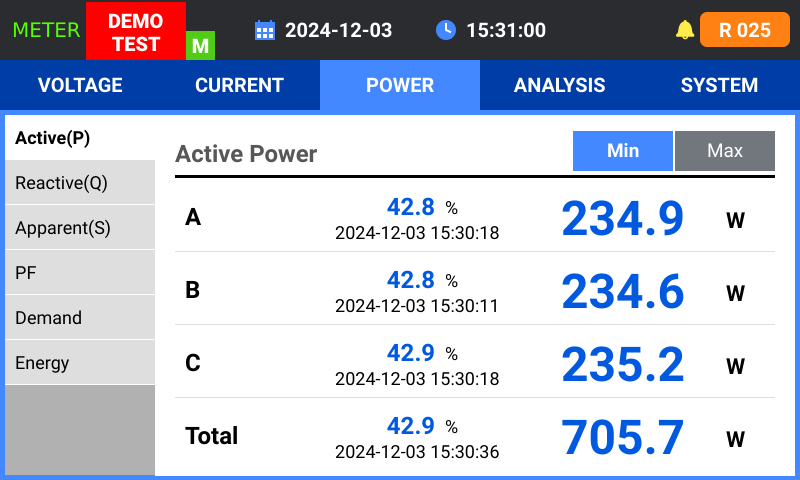 METER
DEMO
TEST
M
2024-12-03
15:31:00
R 025
VOLTAGE
CURRENT
POWER
ANALYSIS
SYSTEM
Active(P)
Reactive(Q)
Apparent(S)
PF
Demand
Energy
Active Power
Min
Max
A
42.8 %
2024-12-03 15:30:18
234.9 W
B
42.8 %
2024-12-03 15:30:11
234.6 W
C
42.9 %
2024-12-03 15:30:18
235.2 W
Total
42.9 %
2024-12-03 15:30:36
705.7 W